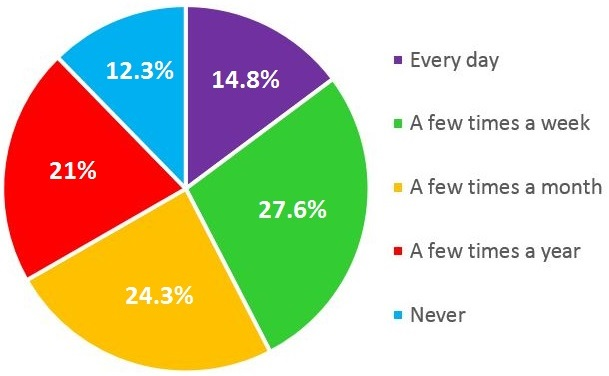 12.3%
14.8%
21%
27.6%
24.3%
Every day
A few times a week
A few times a month
A few times a year
Never